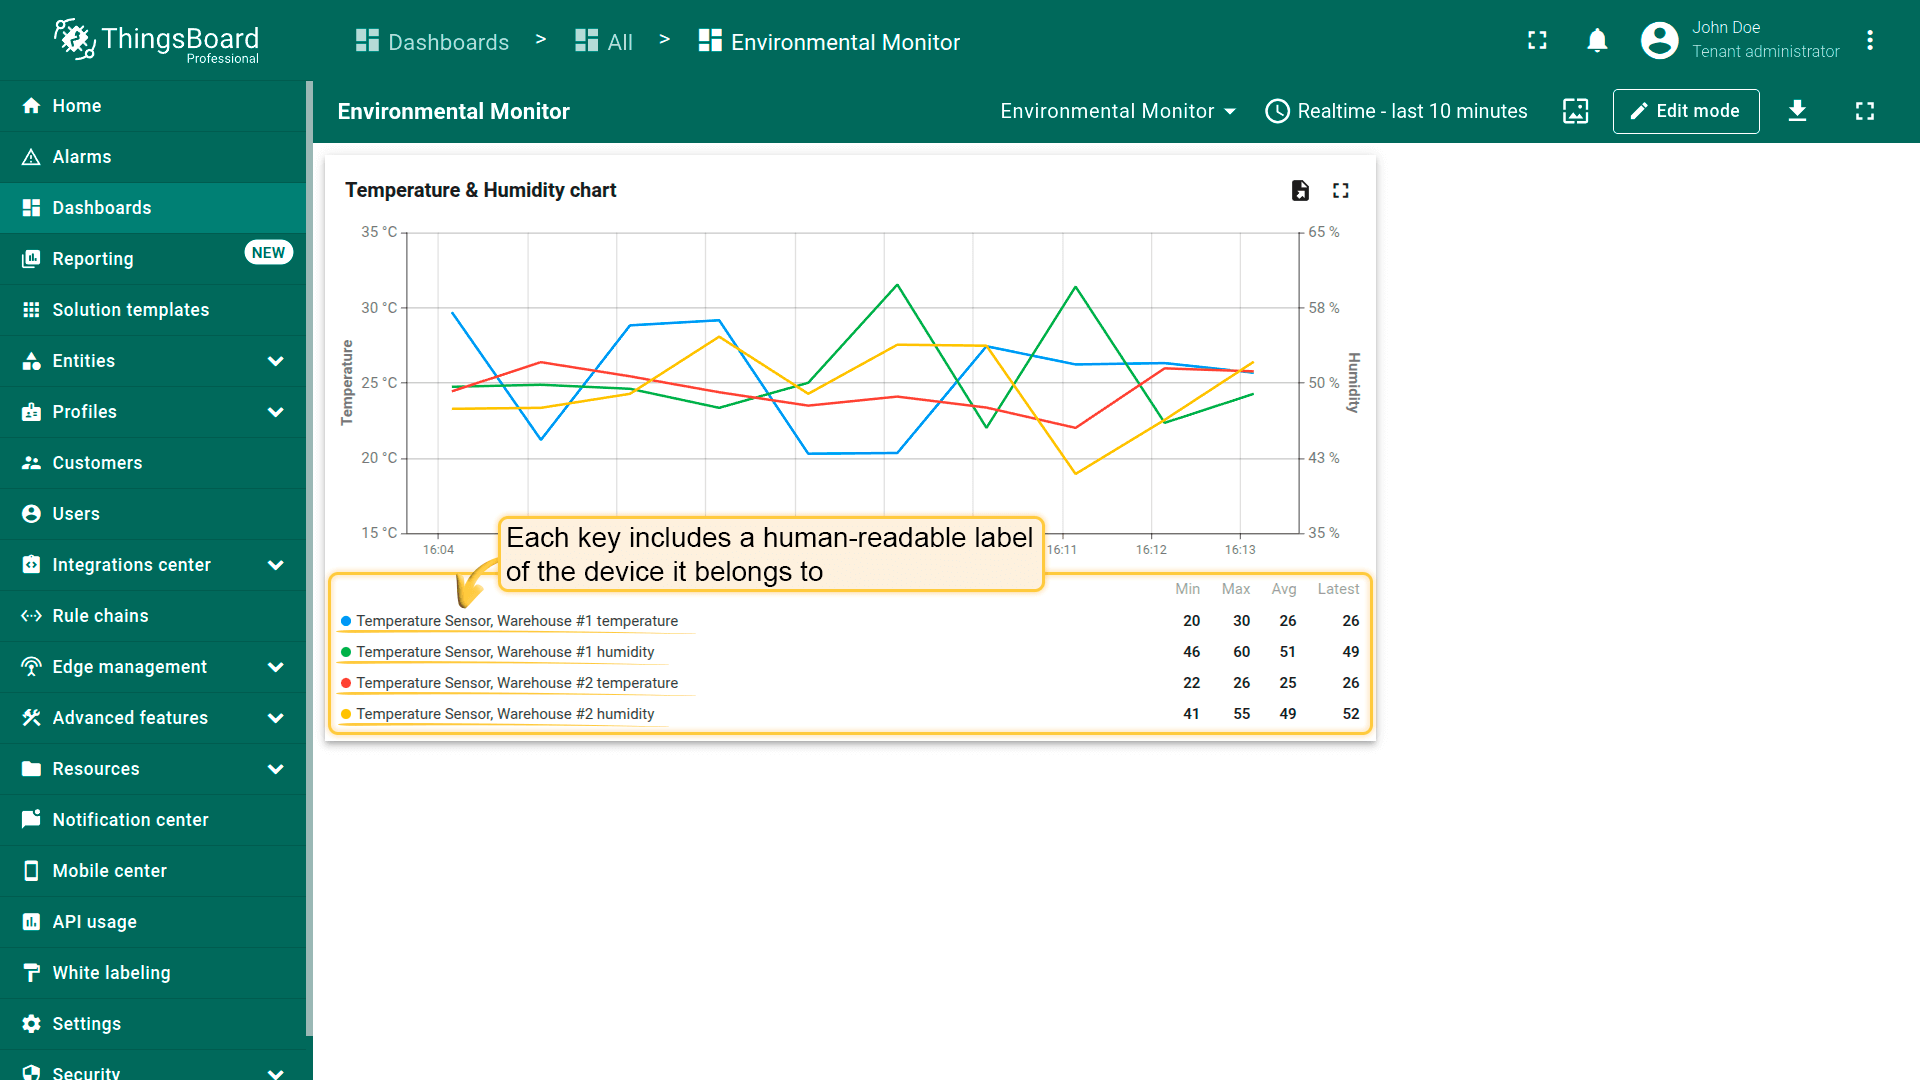 ThingsBoard
Professional
Dashboards > All > Environmental Monitor
John Doe
Tenant administrator
Home
Alarms
Dashboards
Reporting NEW
Solution templates
Entities
Profiles
Customers
Users
Integrations center
Rule chains
Edge management
Advanced features
Resources
Notification center
Mobile center
API usage
White labeling
Settings
Security
Environmental Monitor
Environmental Monitor
Realtime - last 10 minutes
Edit mode
Temperature & Humidity chart
35 °C
30 °C
25 °C
20 °C
15 °C
Temperature
65 %
58 %
50 %
43 %
35 %
Humidity
16:04 16:11 16:12 16:13
Each key includes a human-readable label
of the device it belongs to
Min Max Avg Latest
Temperature Sensor, Warehouse #1 temperature 20 30 26 26
Temperature Sensor, Warehouse #1 humidity 46 60 51 49
Temperature Sensor, Warehouse #2 temperature 22 26 25 26
Temperature Sensor, Warehouse #2 humidity 41 55 49 52